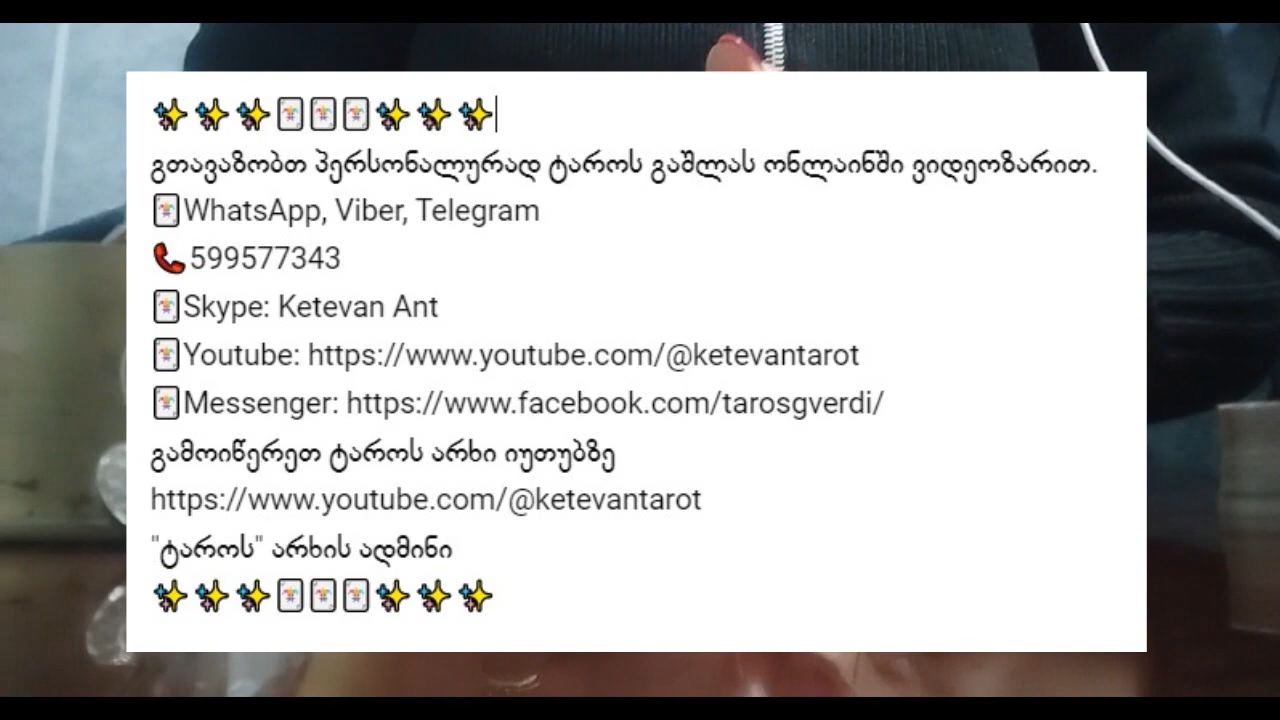 ✨✨✨🃏🃏🃏✨✨✨
გთავაზობთ პერსონალურად ტაროს გაშლას ონლაინში ვიდეოზარით.
🃏WhatsApp, Viber, Telegram
📞599577343
🃏Skype: Ketevan Ant
🃏Youtube: https://www.youtube.com/@ketevantarot
🃏Messenger: https://www.facebook.com/tarosgverdi/
გამოიწერეთ ტაროს არხი იუთუბზე
https://www.youtube.com/@ketevantarot
"ტაროს" არხის ადმინი
✨✨✨🃏🃏🃏✨✨✨